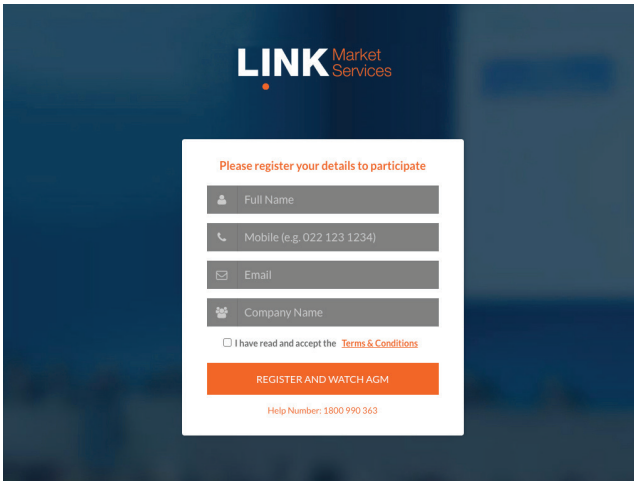 LINK Market
Services
Please register your details to participate
Full Name
Mobile (e.g. 022 123 1234)
Email
Company Name
I have read and accept the Terms & Conditions
REGISTER AND WATCH AGM
Help Number: 1800 990 363